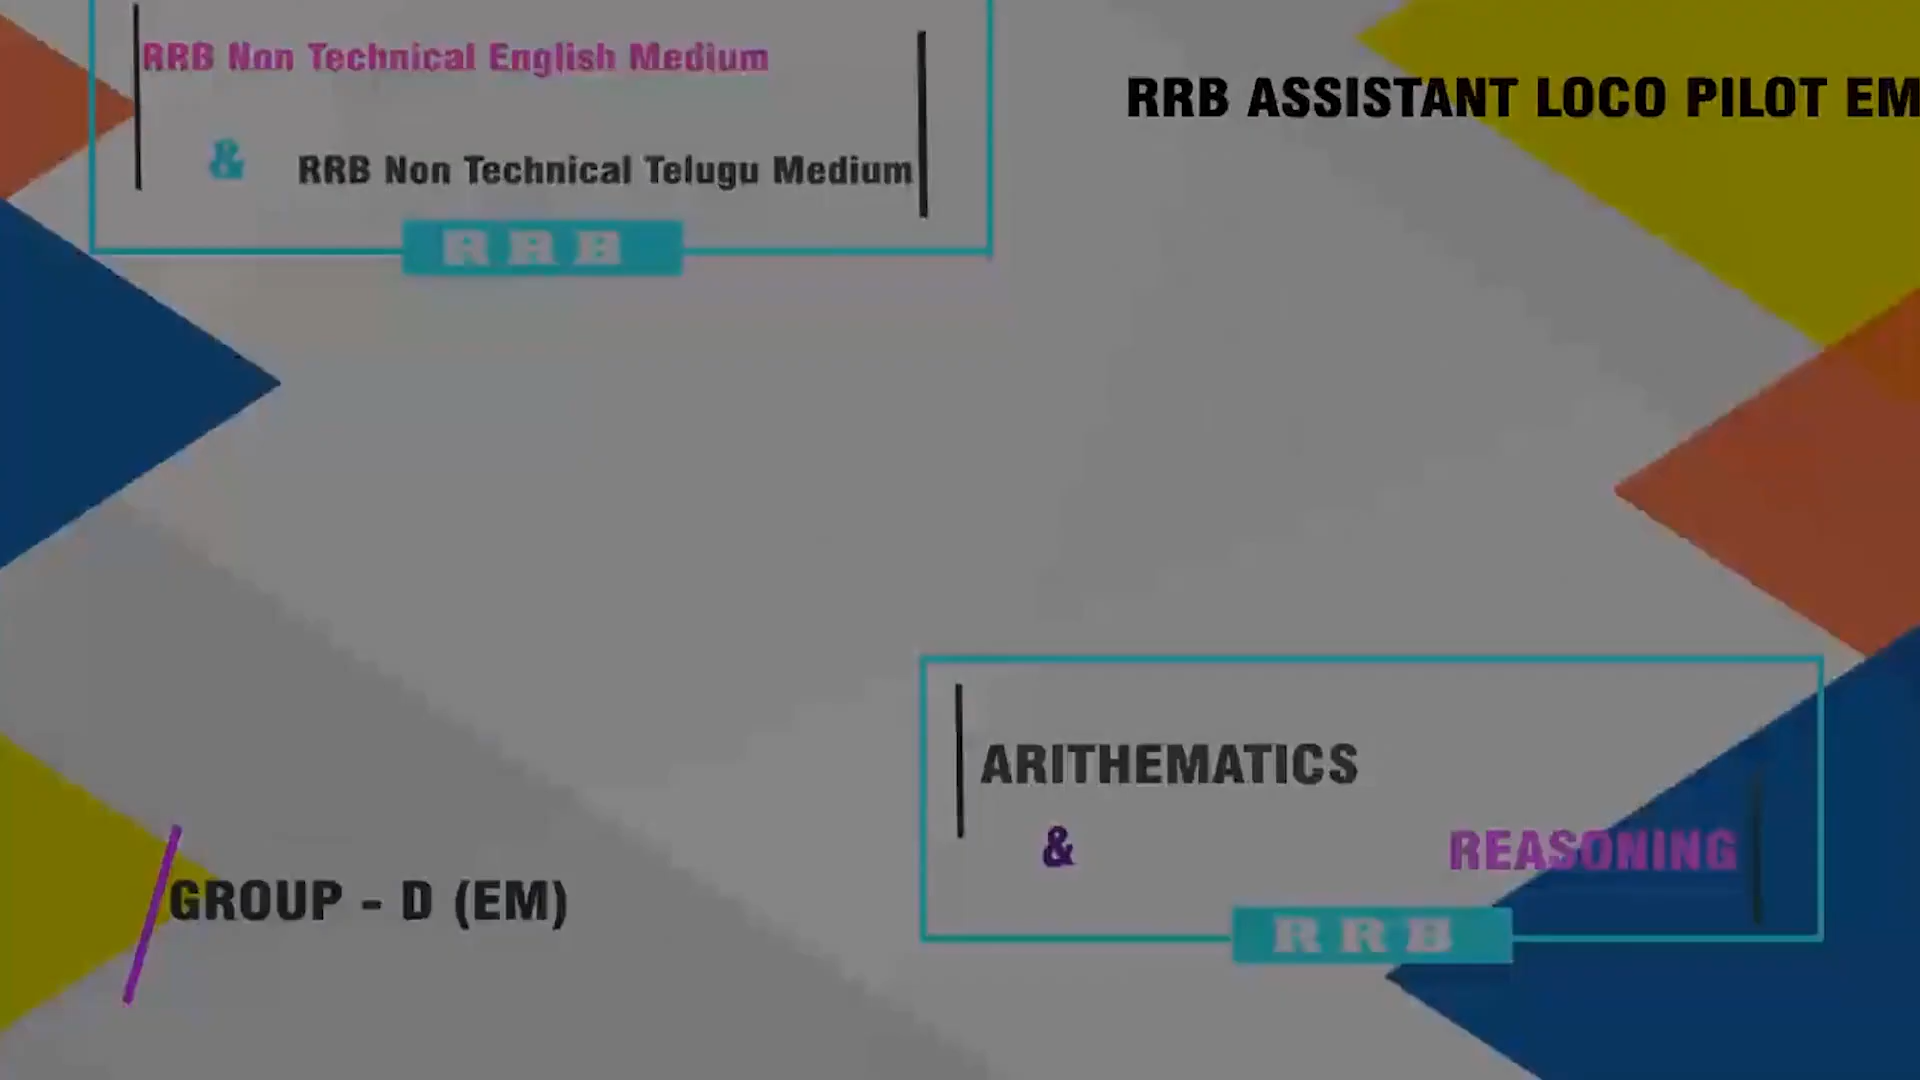 RRB Non Technical English Medium
& RRB Non Technical Telugu Medium
RRB
RRB ASSISTANT LOCO PILOT EM
ARITHEMATICS
& REASONING
RRB
GROUP - D (EM)